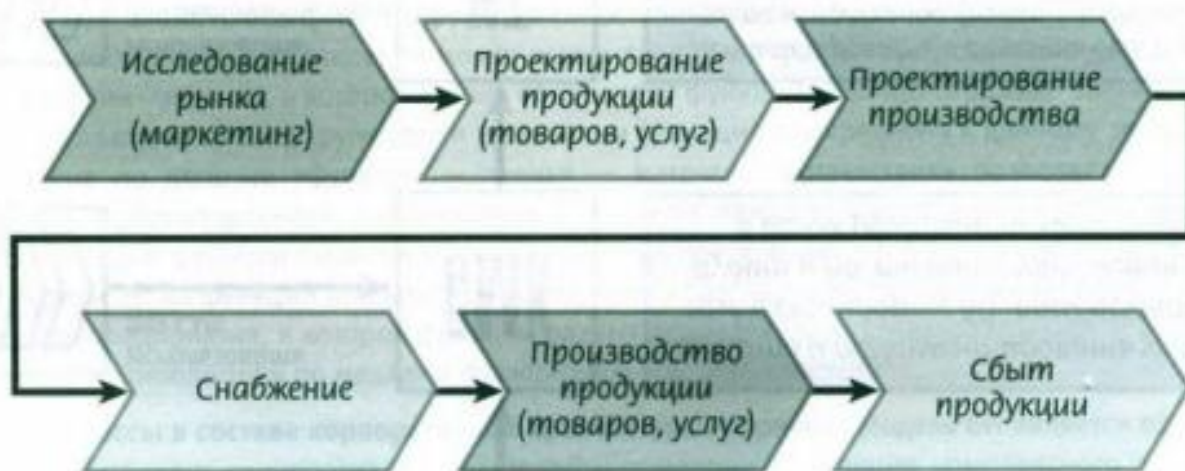 Исследование
рынка
(маркетинг)
Проектирование
продукции
(товаров, услуг)
Проектирование
производства
Снабжение
Производство
продукции
(товаров, услуг)
Сбыт
продукции